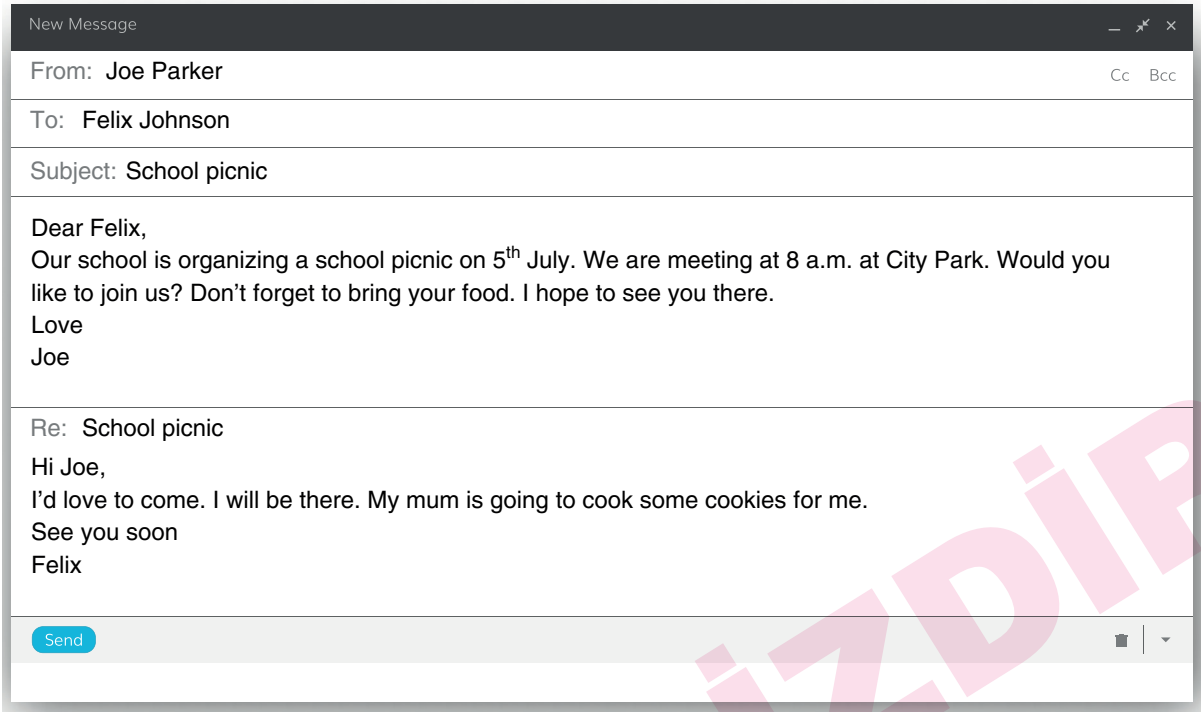 New Message
From: Joe Parker
Cc Bcc
To: Felix Johnson
Subject: School picnic
Dear Felix,
Our school is organizing a school picnic on 5th July. We are meeting at 8 a.m. at City Park. Would you
like to join us? Don’t forget to bring your food. I hope to see you there.
Love
Joe
Re: School picnic
Hi Joe,
I’d love to come. I will be there. My mum is going to cook some cookies for me.
See you soon
Felix
Send